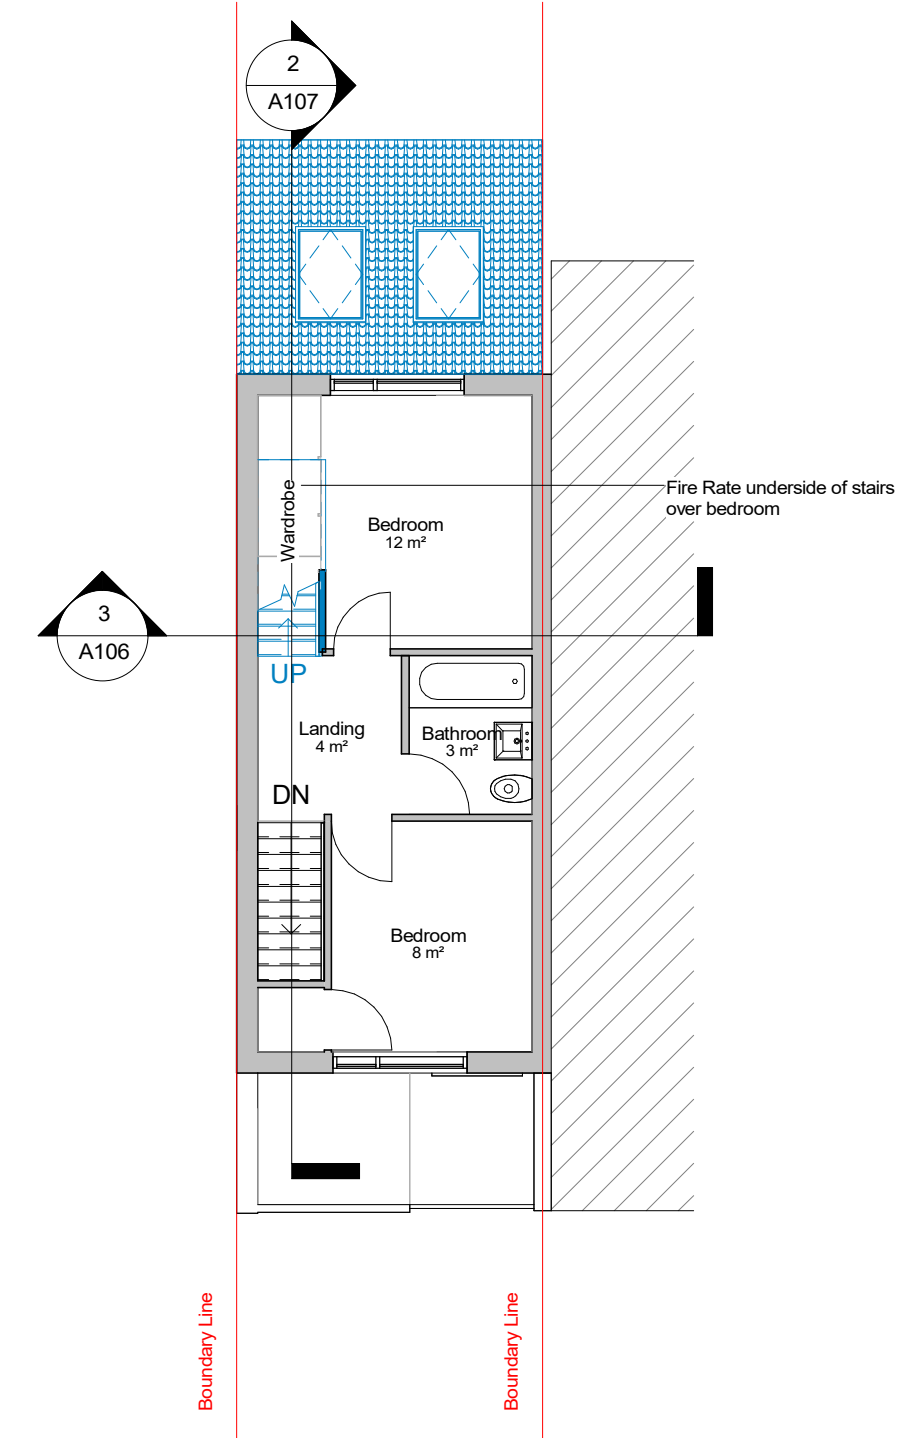 2
A107
Fire Rate underside of stairs
over bedroom
Wardrobe
Bedroom
12 m²
3
A106
UP
Landing
4 m²
Bathroom
3 m²
DN
Bedroom
8 m²
Boundary Line
Boundary Line